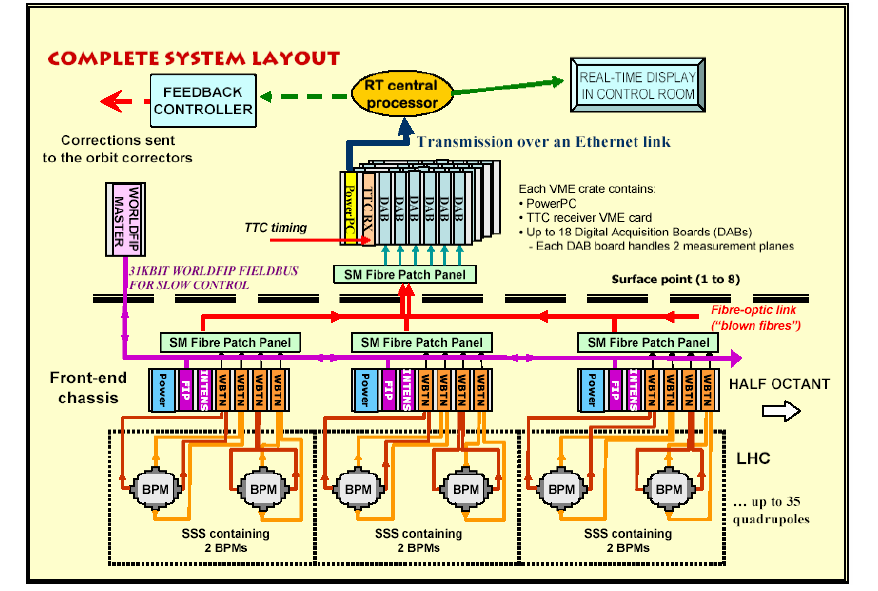 COMPLETE SYSTEM LAYOUT
FEEDBACK
CONTROLLER
RT central
processor
REAL-TIME DISPLAY
IN CONTROL ROOM
Corrections sent
to the orbit correctors
Transmission over an Ethernet link
WORLDFIP
MASTER
PowerPC
TTC RX
DAB
DAB
DAB
DAB
DAB
DAB
Each VME crate contains:
• PowerPC
• TTC receiver VME card
• Up to 18 Digital Acquisition Boards (DABs)
- Each DAB board handles 2 measurement planes
TTC timing
31KBIT WORLDFIP FIELDBUS
FOR SLOW CONTROL
SM Fibre Patch Panel
Surface point (1 to 8)
Fibre-optic link
("blown fibres")
SM Fibre Patch Panel
SM Fibre Patch Panel
SM Fibre Patch Panel
Front-end
chassis
Power
FIP
INTENS
WBTN
WBTN
WBTN
WBTN
Power
FIP
INTENS
WBTN
WBTN
WBTN
WBTN
Power
FIP
INTENS
WBTN
WBTN
WBTN
WBTN
HALF OCTANT
LHC
BPM
BPM
BPM
BPM
BPM
BPM
... up to 35
quadrupoles
SSS containing
2 BPMs
SSS containing
2 BPMs
SSS containing
2 BPMs